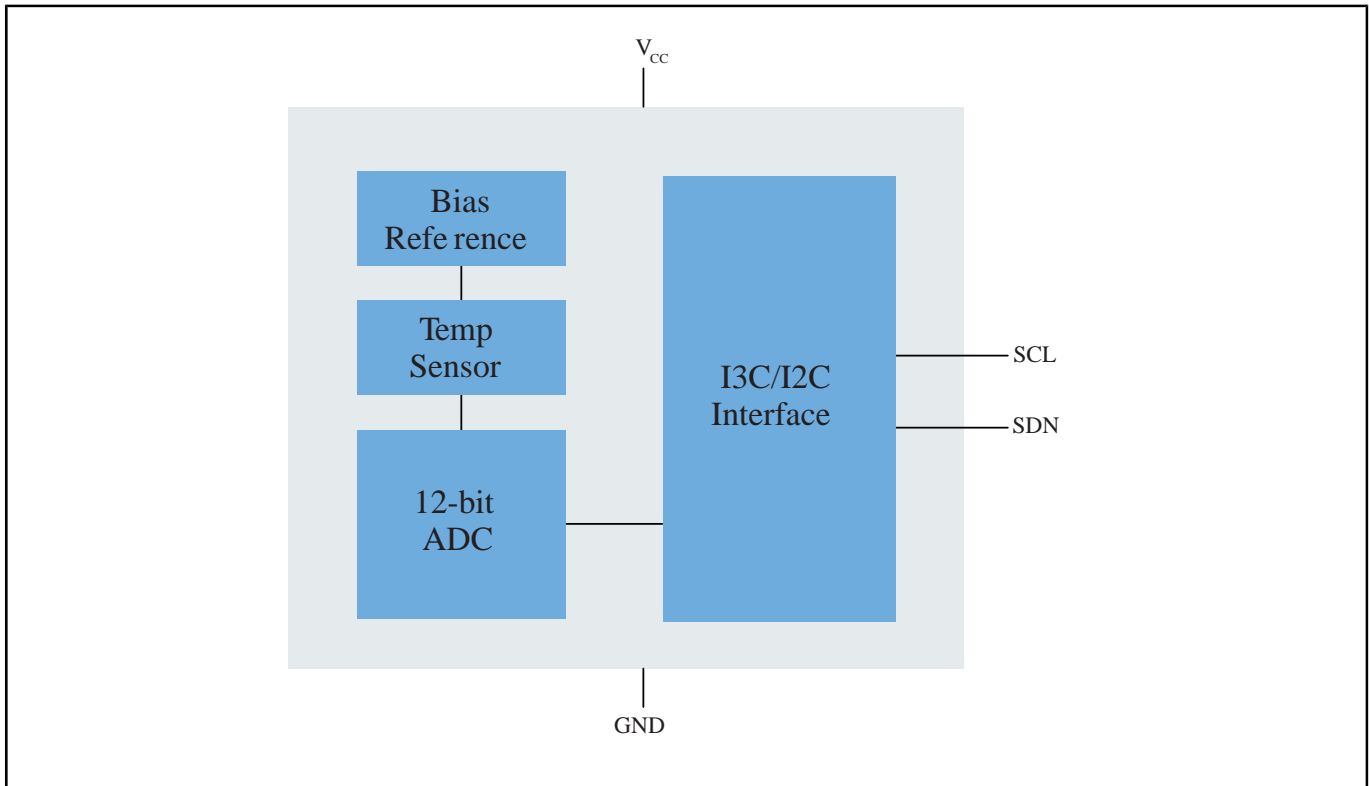 VCC
Bias
Refe rence
Temp
Sensor
12-bit
ADC
I3C/I2C
Interface
SCL
SDN
GND